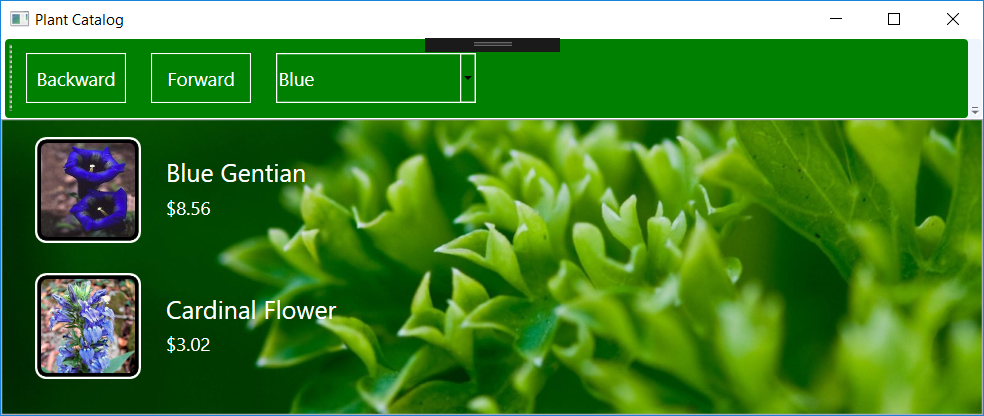 Plant Catalog
Backward
Forward
Blue
Blue Gentian
$8.56
Cardinal Flower
$3.02